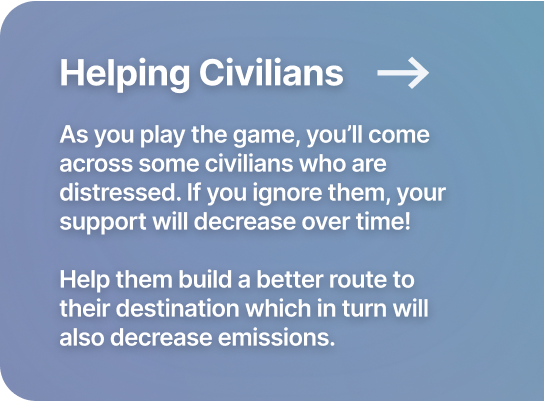 Helping Civilians →
As you play the game, you’ll come
across some civilians who are
distressed. If you ignore them, your
support will decrease over time!
Help them build a better route to
their destination which in turn will
also decrease emissions.